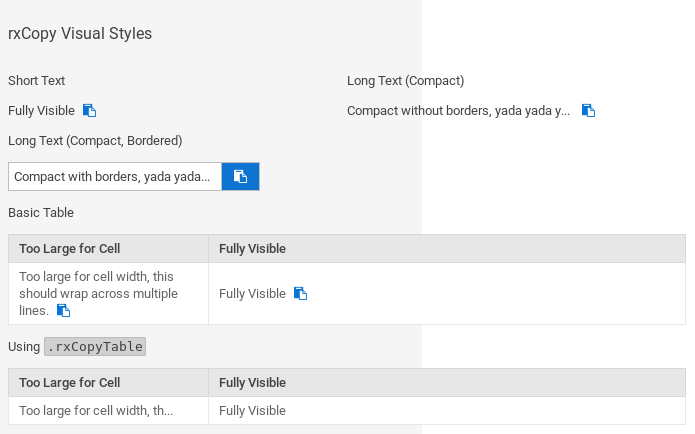 rxCopy Visual Styles
Short Text
Long Text (Compact)
Fully Visible
Compact without borders, yada yada y...
Long Text (Compact, Bordered)
Compact with borders, yada yada...
Basic Table
Too Large for Cell
Fully Visible
Too large for cell width, this
should wrap across multiple
lines.
Fully Visible
Using .rxCopyTable
Too Large for Cell
Fully Visible
Too large for cell width, th...
Fully Visible